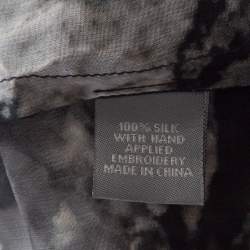 100% SILK
WITH HAND
APPLIED
EMBROIDERY
MADE IN CHINA